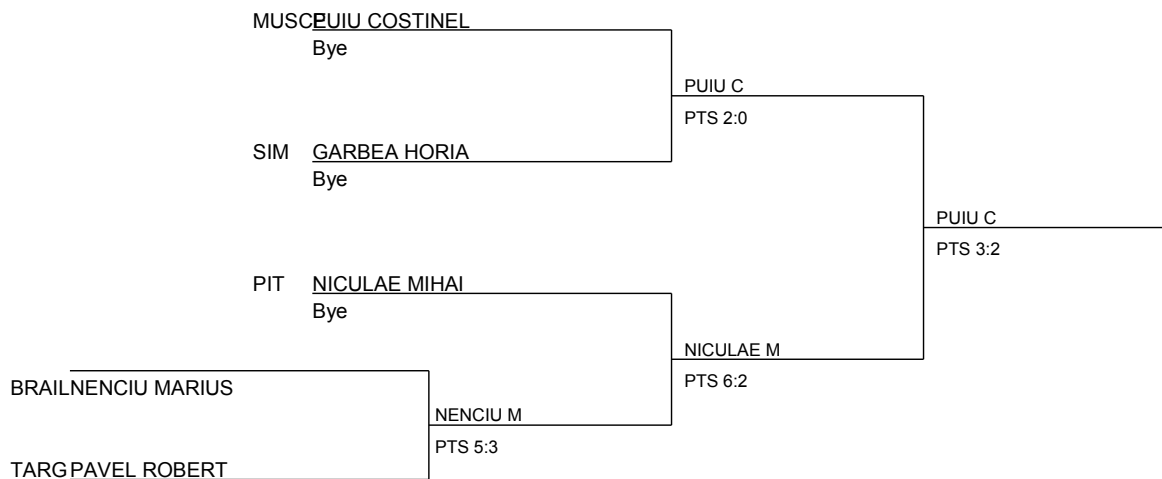 MUSCE PUIU COSTINEL
Bye
PUIU C
PTS 2:0
SIM GARBEA HORIA
Bye
PUIU C
PTS 3:2
PIT NICULAE MIHAI
Bye
NICULAE M
PTS 6:2
BRAIL NENCIU MARIUS
NENCIU M
PTS 5:3
TARG PAVEL ROBERT